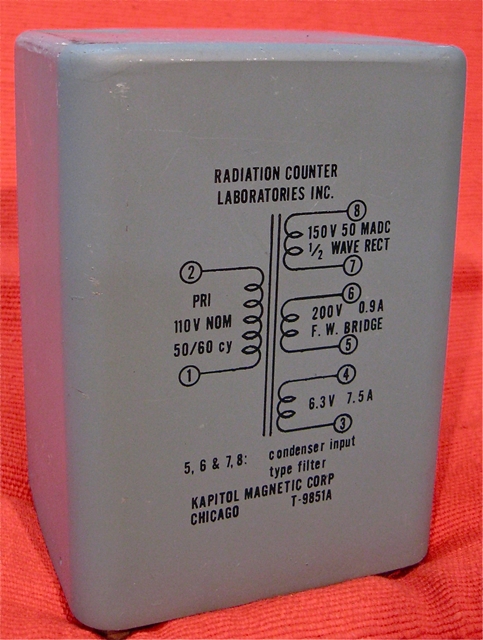 RADIATION COUNTER
LABORATORIES INC.
8
150V 50 MADC
1/2 WAVE RECT
7
2
PRI
110V NOM
50/60 cy
1
6
200V 0.9A
F. W. BRIDGE
5
4
6.3V 7.5A
3
5, 6 & 7, 8: condenser input
type filter
KAPITOL MAGNETIC CORP
CHICAGO T-9851A